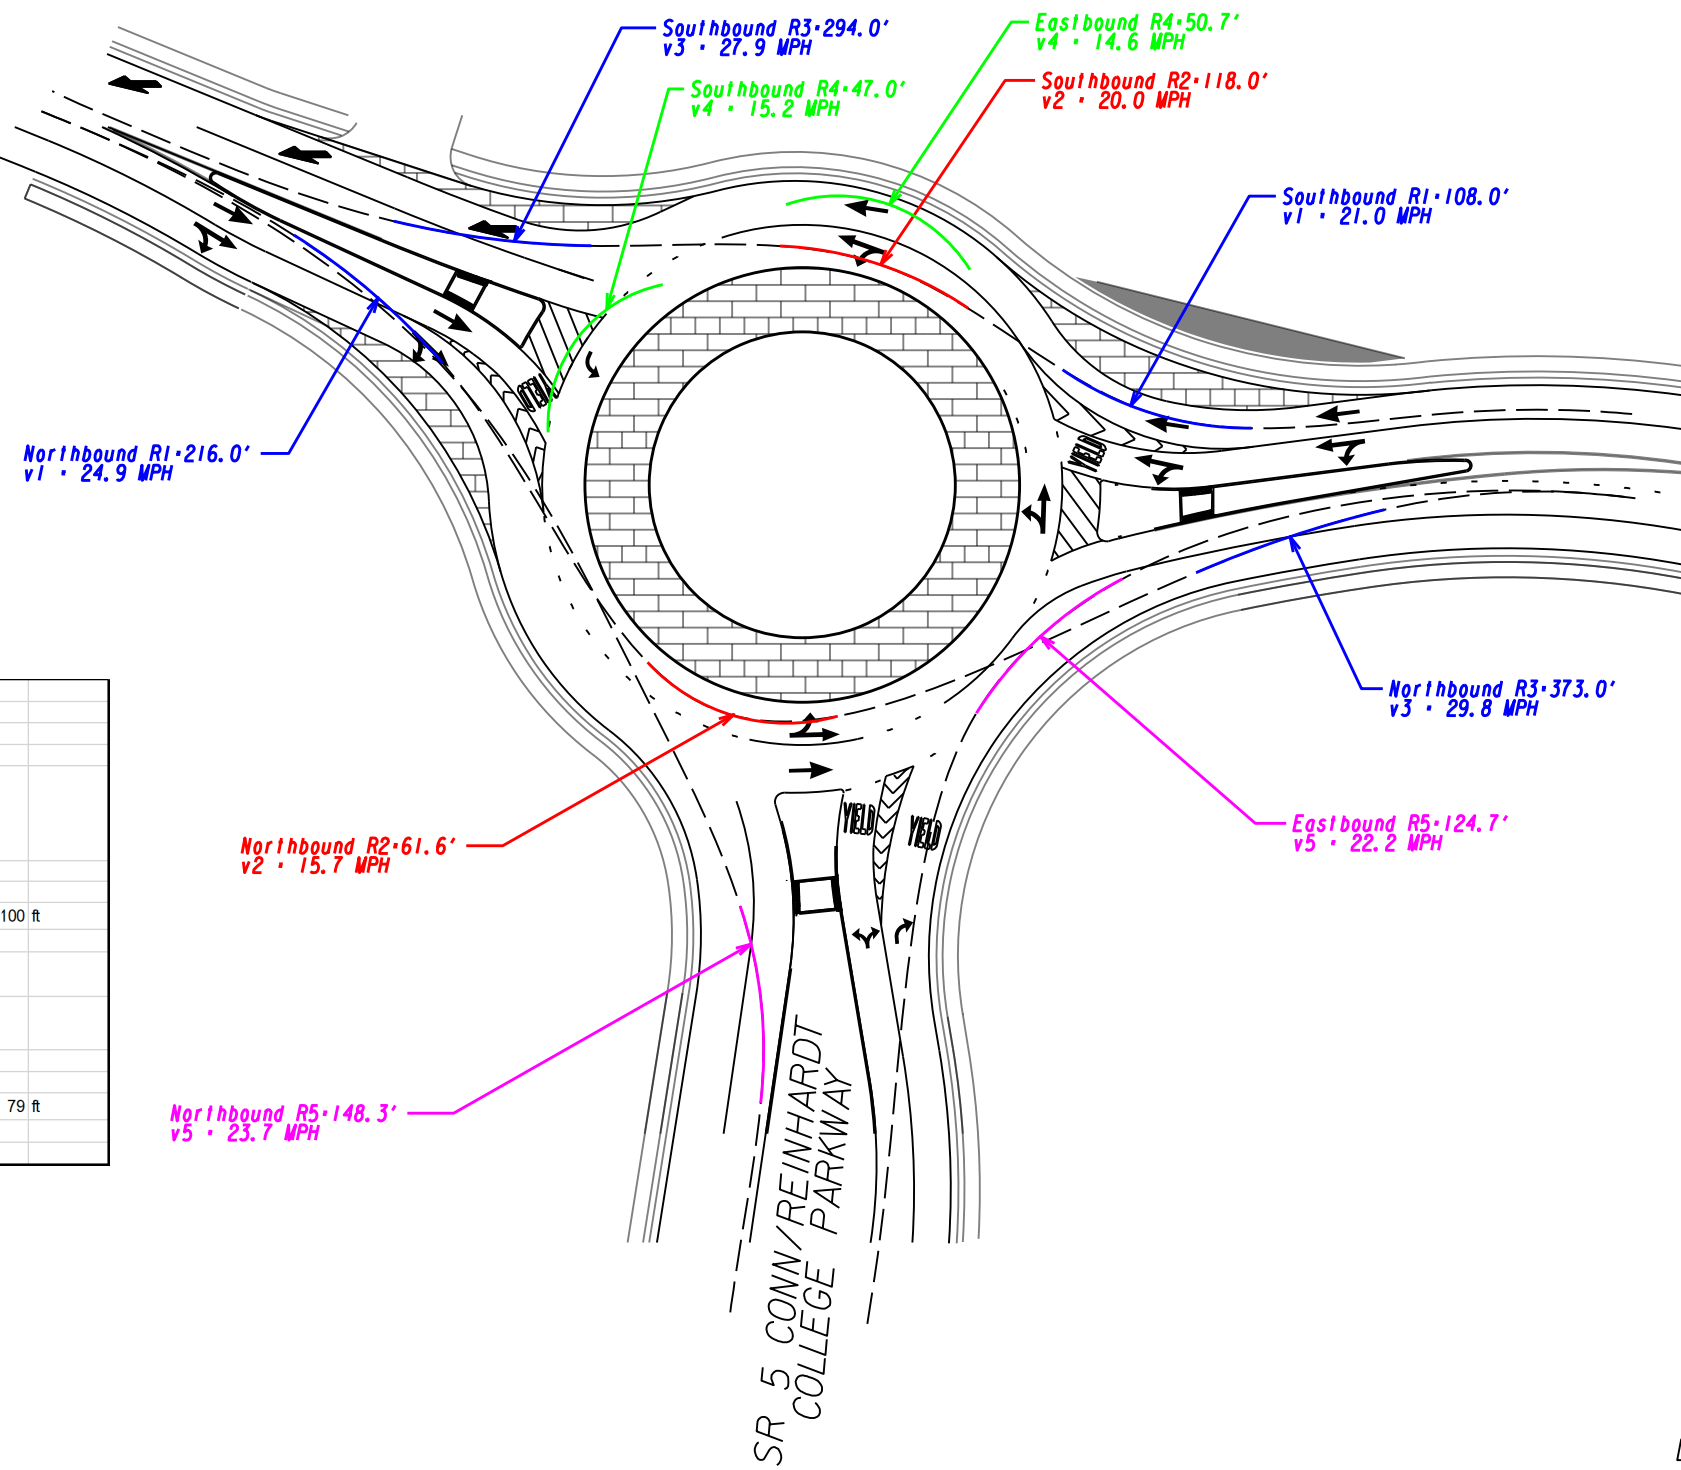 Southbound R3=294.0'
v3 = 27.9 MPH
Eastbound R4=50.7'
v4 = 14.6 MPH
Southbound R4=47.0'
v4 = 15.2 MPH
Southbound R2=118.0'
v2 = 20.0 MPH
Southbound R1=108.0'
v1 = 21.0 MPH
Northbound R1=216.0'
v1 = 24.9 MPH
YIELD
YIELD
Northbound R3=373.0'
v3 = 29.8 MPH
YIELD
YIELD
Eastbound R5=124.7'
v5 = 22.2 MPH
Northbound R2=61.6'
v2 = 15.7 MPH
100 ft
79 ft
Northbound R5=148.3'
v5 = 23.7 MPH
SR 5 CONN/REINHARDT
COLLEGE PARKWAY